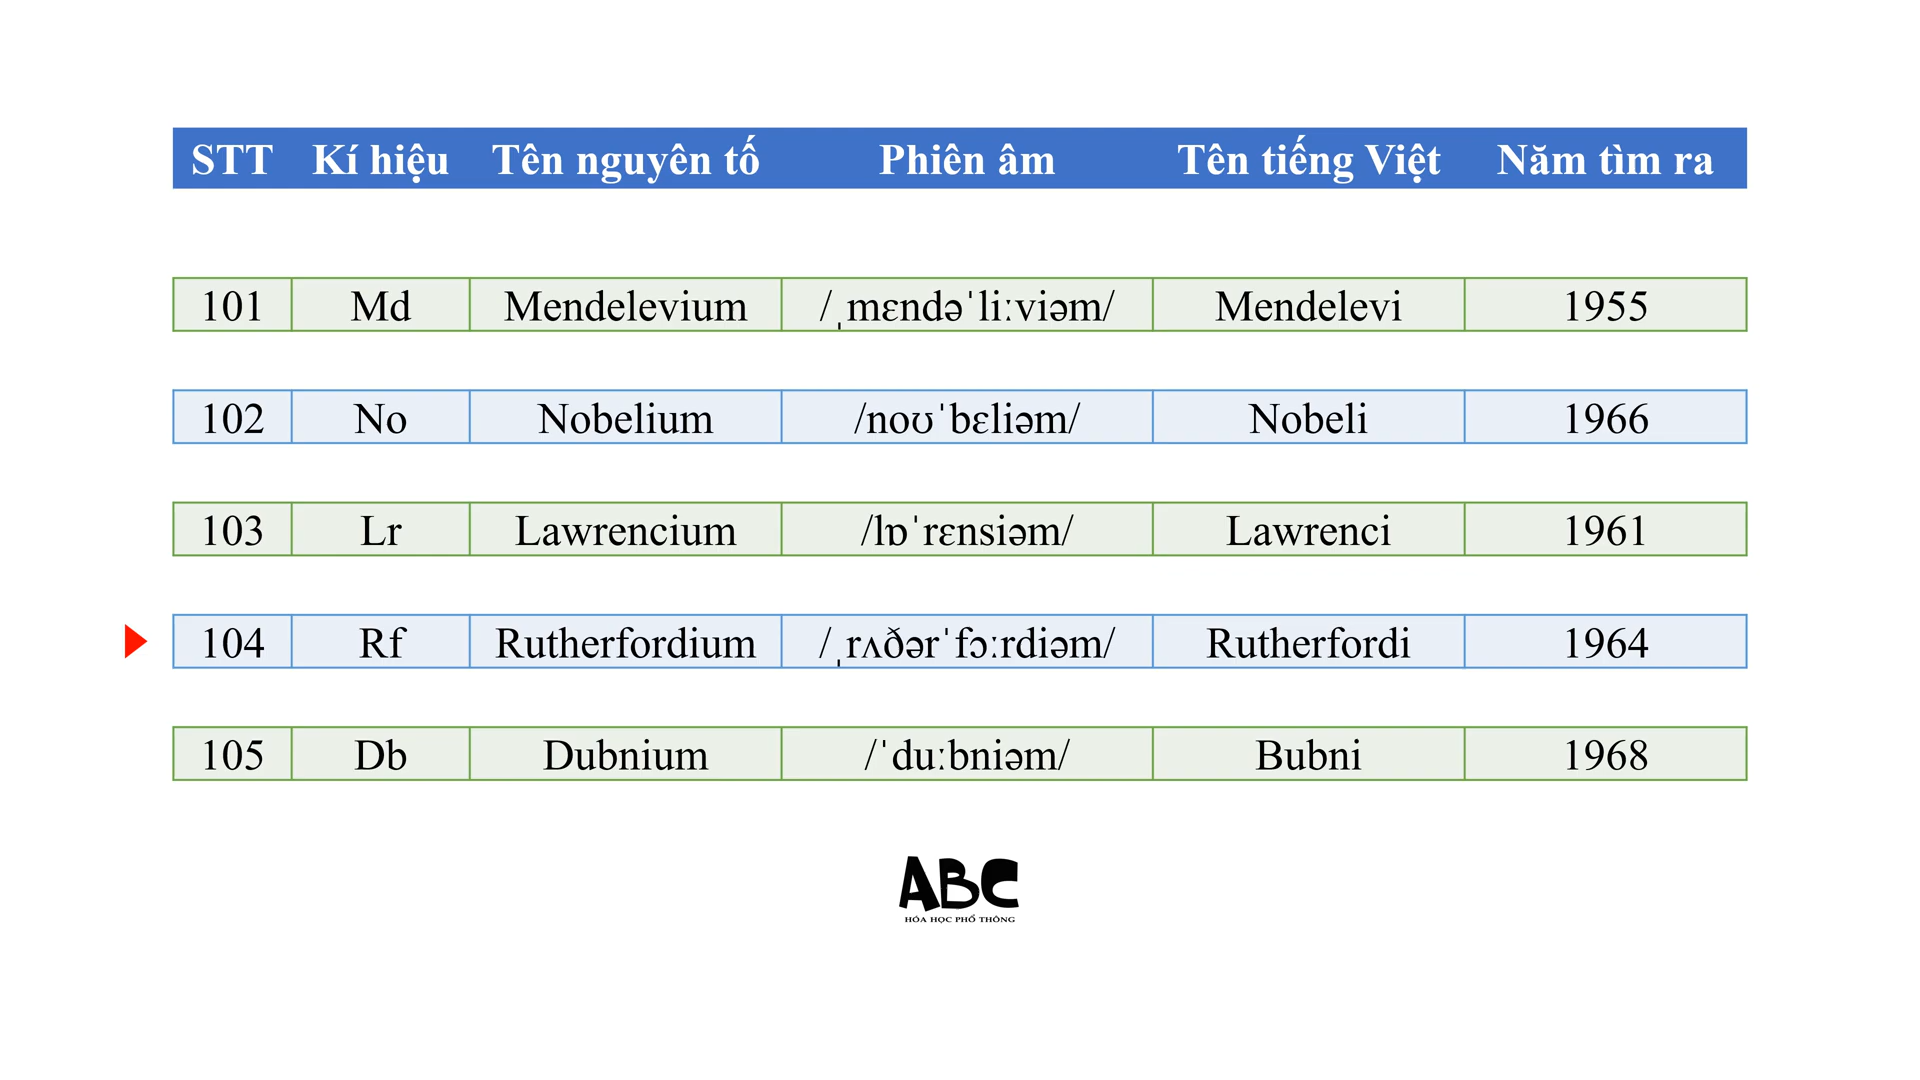 STT Kí hiệu Tên nguyên tố Phiên âm Tên tiếng Việt Năm tìm ra
101 Md Mendelevium /ˌmɛndəˈliːviəm/ Mendelevi 1955
102 No Nobelium /noʊˈbɛliəm/ Nobeli 1966
103 Lr Lawrencium /lɒˈrɛnsiəm/ Lawrenci 1961
104 Rf Rutherfordium /ˌrʌðərˈfɔːrdiəm/ Rutherfordi 1964
105 Db Dubnium /ˈduːbniəm/ Bubni 1968
ABC
HÓA HỌC PHỔ THÔNG